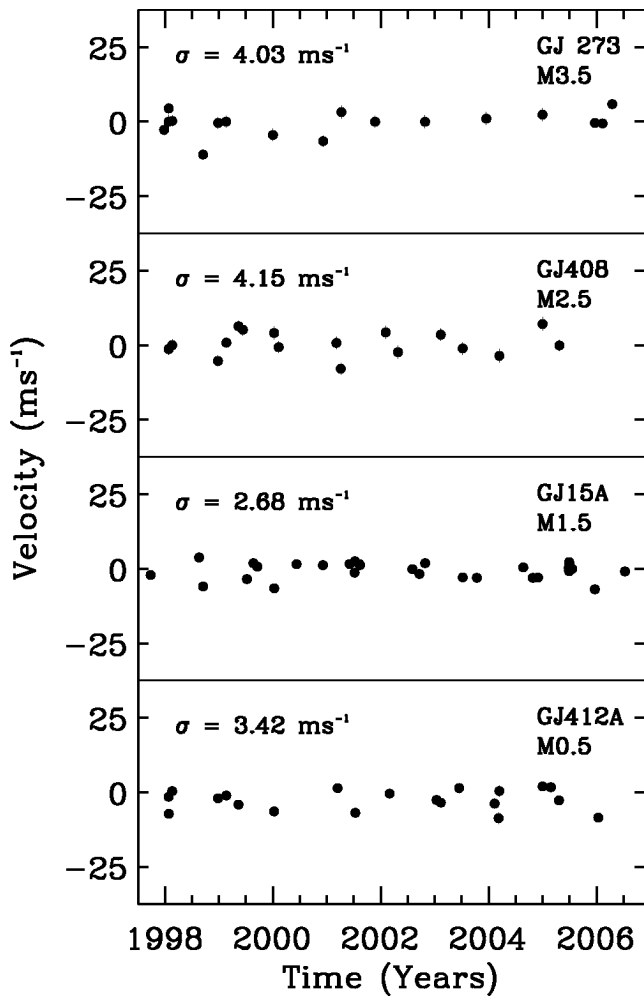 Velocity (ms⁻¹)
25
0
−25
σ = 4.03 ms⁻¹
GJ 273
M3.5
25
0
−25
σ = 4.15 ms⁻¹
GJ408
M2.5
25
0
−25
σ = 2.68 ms⁻¹
GJ15A
M1.5
25
0
−25
σ = 3.42 ms⁻¹
GJ412A
M0.5
1998 2000 2002 2004 2006
Time (Years)